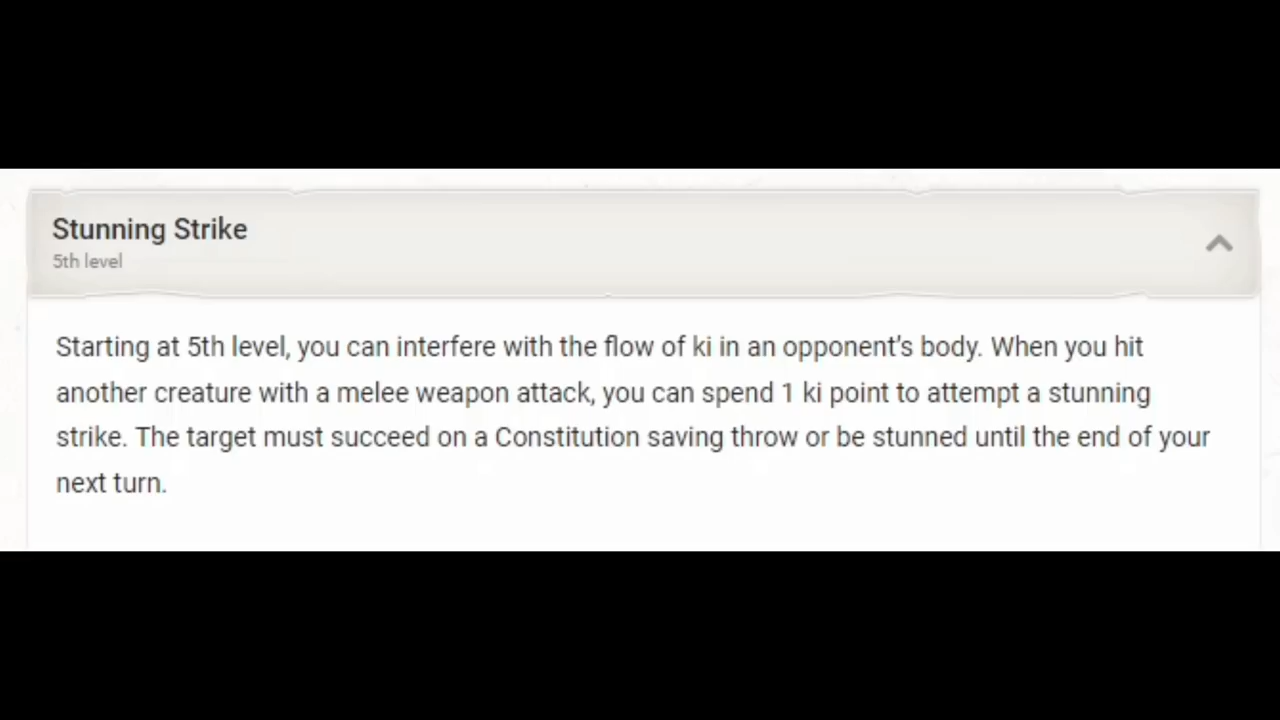 Stunning Strike
5th level
Starting at 5th level, you can interfere with the flow of ki in an opponent’s body. When you hit
another creature with a melee weapon attack, you can spend 1 ki point to attempt a stunning
strike. The target must succeed on a Constitution saving throw or be stunned until the end of your
next turn.